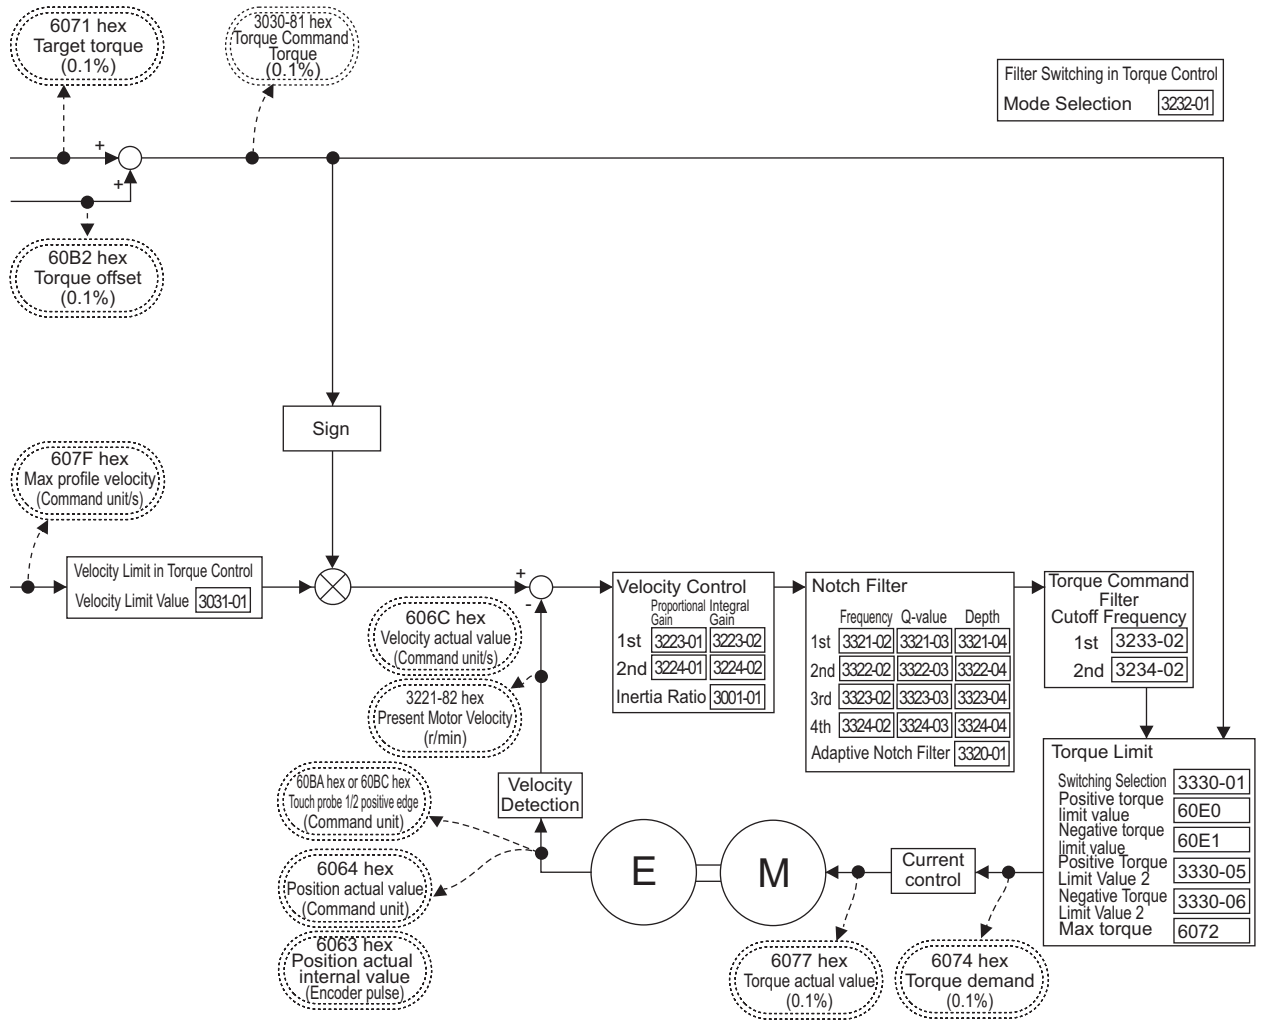 6071 hex
Target torque
(0.1%)
3030-81 hex
Torque Command
Torque
(0.1%)
Filter Switching in Torque Control
Mode Selection 3232-01
+
+
60B2 hex
Torque offset
(0.1%)
Sign
607F hex
Max profile velocity
(Command unit/s)
Velocity Limit in Torque Control
Velocity Limit Value 3031-01
+
-
606C hex
Velocity actual value
(Command unit/s)
3221-82 hex
Present Motor Velocity
(r/min)
Velocity Control
Proportional Integral
Gain Gain
1st 3223-01 3223-02
2nd 3224-01 3224-02
Inertia Ratio 3001-01
Notch Filter
Frequency Q-value Depth
1st 3321-02 3321-03 3321-04
2nd 3322-02 3322-03 3322-04
3rd 3323-02 3323-03 3323-04
4th 3324-02 3324-03 3324-04
Adaptive Notch Filter 3320-01
Torque Command
Filter
Cutoff Frequency
1st 3233-02
2nd 3234-02
Torque Limit
Switching Selection 3330-01
Positive torque
limit value 60E0
Negative torque
limit value 60E1
Positive Torque
Limit Value 2 3330-05
Negative Torque
Limit Value 2 3330-06
Max torque 6072
60BA hex or 60BC hex
Touch probe 1/2 positive edge
(Command unit)
Velocity
Detection
6064 hex
Position actual value
(Command unit)
6063 hex
Position actual
internal value
(Encoder pulse)
E
M
Current
control
6077 hex
Torque actual value
(0.1%)
6074 hex
Torque demand
(0.1%)